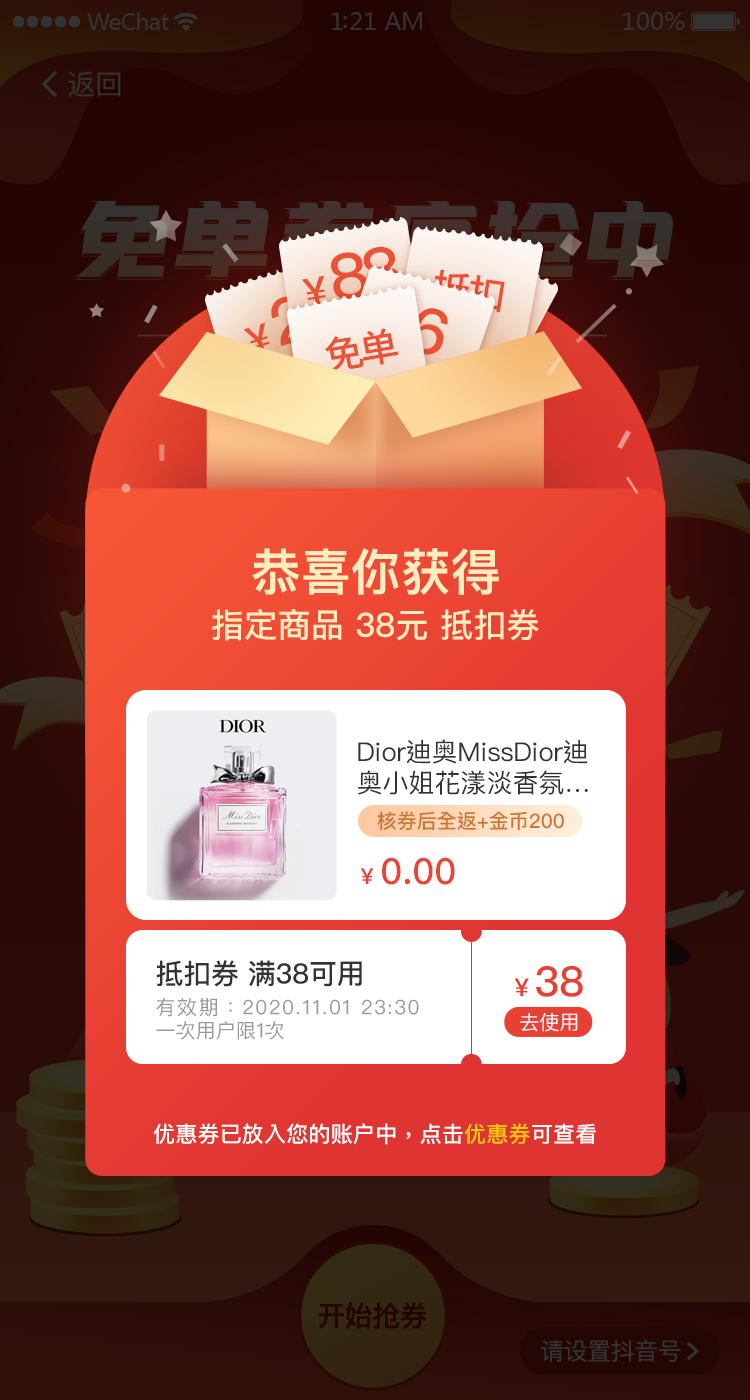 WeChat
1:21 AM
100%
返回
¥88
抵扣
¥2
6
免单
恭喜你获得
指定商品 38元 抵扣券
DIOR
Miss Dior
BLOOMING BOUQUET
Dior迪奥MissDior迪
奥小姐花漾淡香氛…
核券后全返+金币200
¥ 0.00
抵扣券 满38可用
有效期：2020.11.01 23:30
一次用户限1次
¥ 38
去使用
优惠券已放入您的账户中，点击优惠券可查看
开始抢券
请设置抖音号